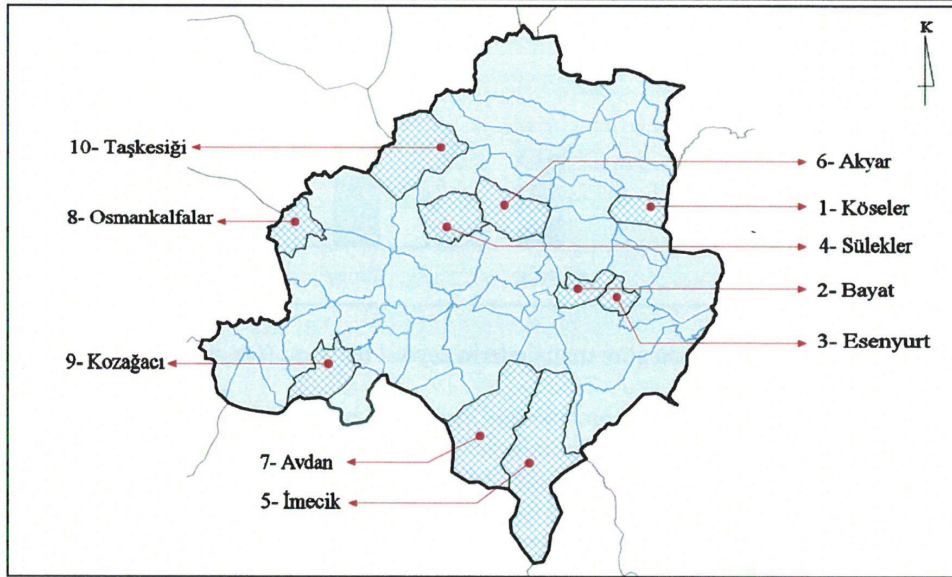 K
10- Taşkesiği
6- Akyar
8- Osmankalfalar
1- Köseler
4- Sülekler
2- Bayat
3- Esenyurt
9- Kozağacı
7- Avdan
5- İmecik